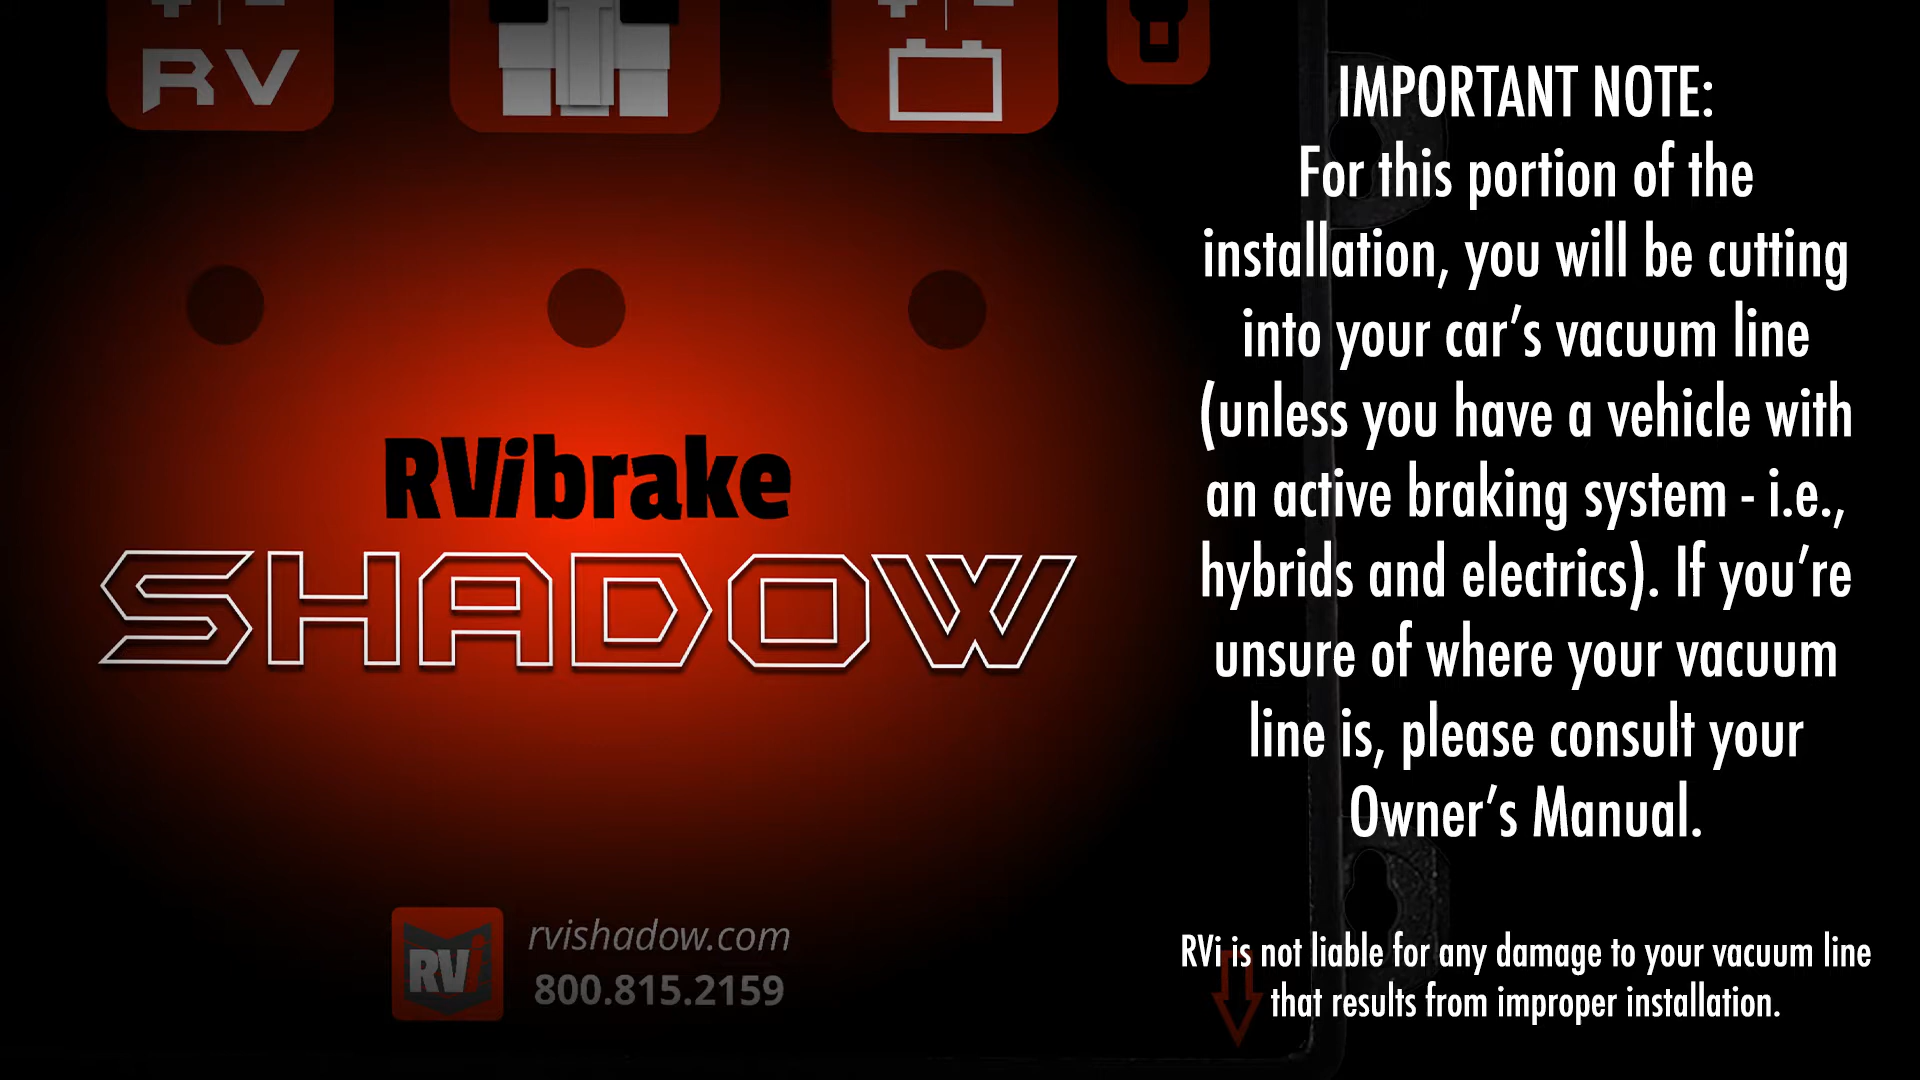 RV
RVibrake
SHADOW
RVi
rvishadow.com
800.815.2159
IMPORTANT NOTE:
For this portion of the
installation, you will be cutting
into your car’s vacuum line
(unless you have a vehicle with
an active braking system - i.e.,
hybrids and electrics). If you’re
unsure of where your vacuum
line is, please consult your
Owner’s Manual.
RVi is not liable for any damage to your vacuum line
that results from improper installation.